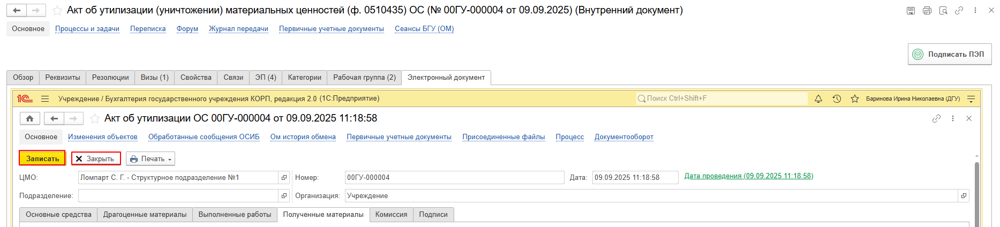 Акт об утилизации (уничтожении) материальных ценностей (ф. 0510435) ОС (№ 00ГУ-000004 от 09.09.2025) (Внутренний документ)
Основное Процессы и задачи Переписка Форум Журнал передачи Первичные учетные документы Сеансы БГУ (ОМ)
Подписать ПЭП
Обзор Реквизиты Резолюции Визы (1) Свойства Связи ЭП (4) Категории Рабочая группа (2) Электронный документ
1С Учреждение / Бухгалтерия государственного учреждения КОРП, редакция 2.0 (1С:Предприятие) Поиск Ctrl+Shift+F Баринова Ирина Николаевна (ДГУ)
Акт об утилизации ОС 00ГУ-000004 от 09.09.2025 11:18:58
Основное Изменения объектов Обработанные сообщения ОСИБ Ом история обмена Первичные учетные документы Присоединенные файлы Процесс Документооборот
Записать Закрыть Печать
ЦМО: Ломпарт С. Г. - Структурное подразделение №1 Номер: 00ГУ-000004 Дата: 09.09.2025 11:18:58 Дата проведения (09.09.2025 11:18:58)
Подразделение: Организация: Учреждение
Основные средства Драгоценные материалы Выполненные работы Полученные материалы Комиссия Подписи